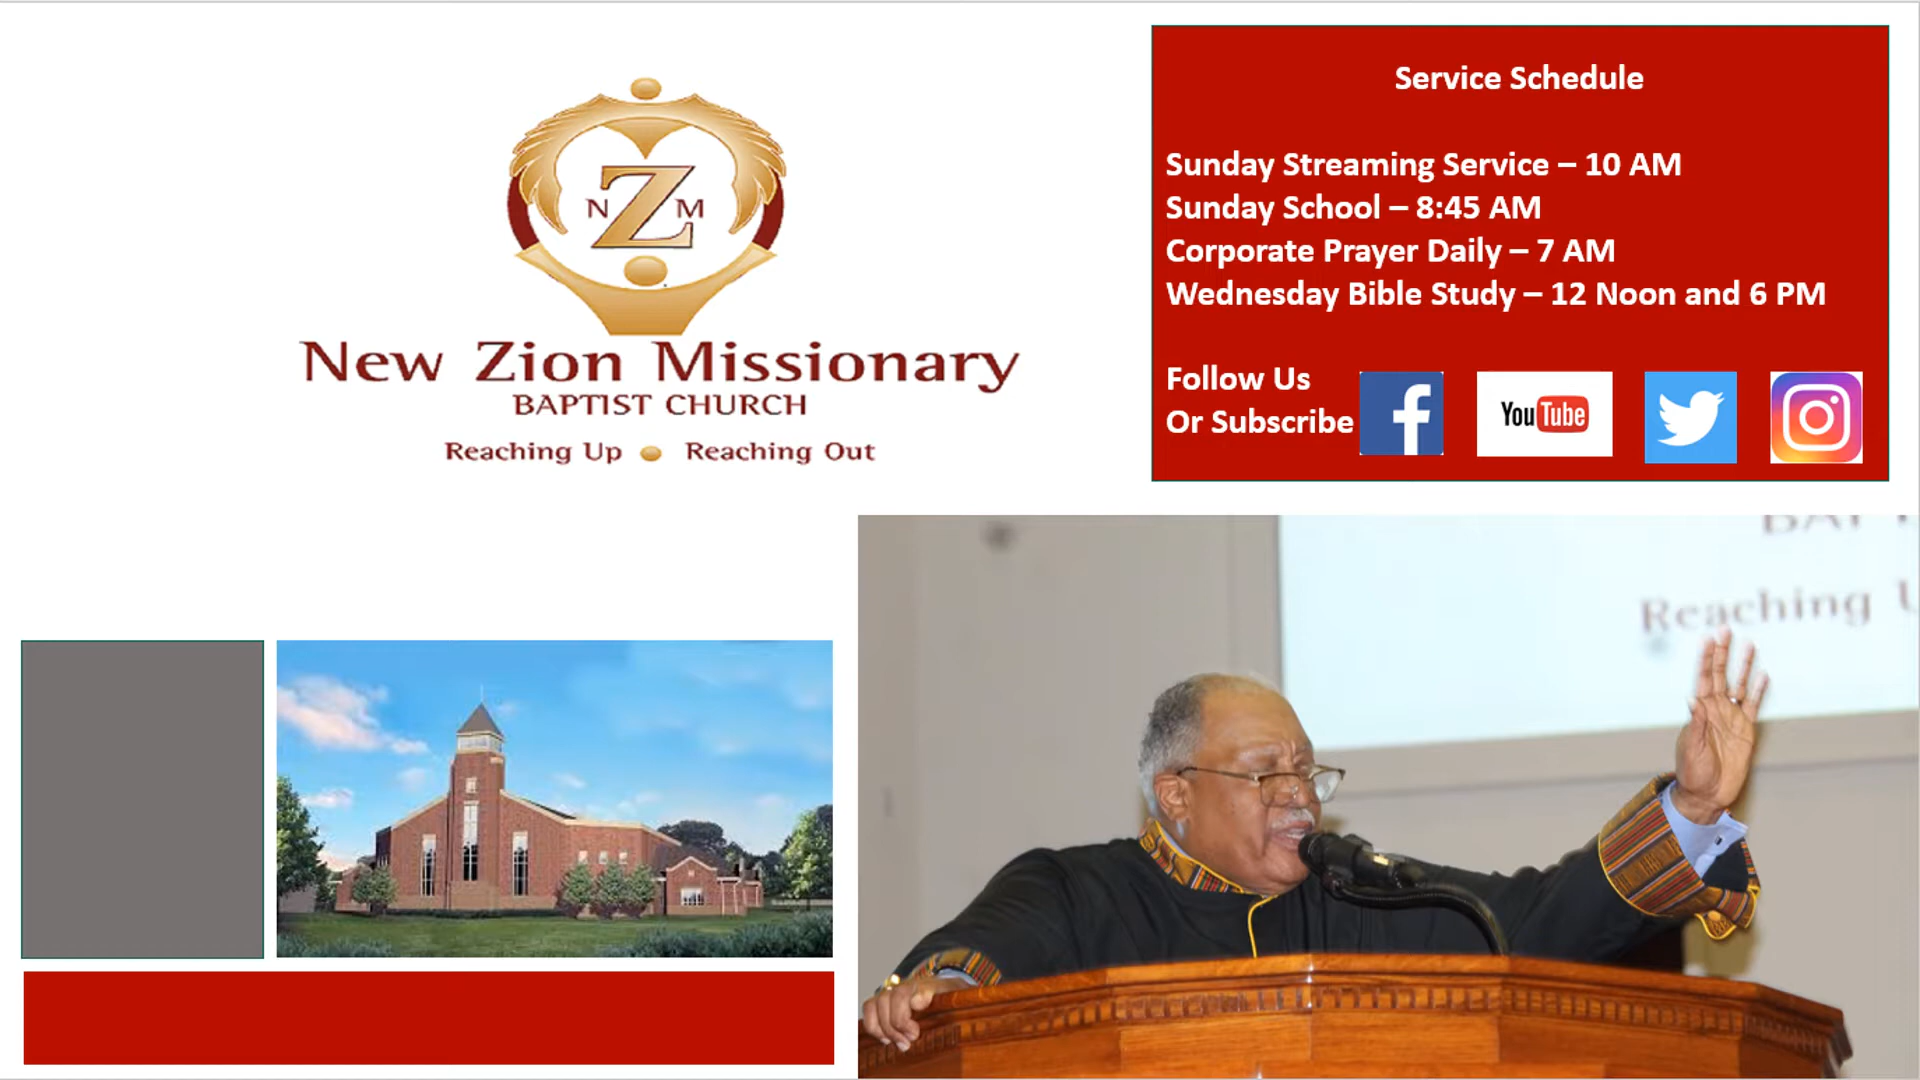 N Z M
New Zion Missionary
BAPTIST CHURCH
Reaching Up Reaching Out
Service Schedule
Sunday Streaming Service – 10 AM
Sunday School – 8:45 AM
Corporate Prayer Daily – 7 AM
Wednesday Bible Study – 12 Noon and 6 PM
Follow Us
Or Subscribe
f
YouTube
Reaching